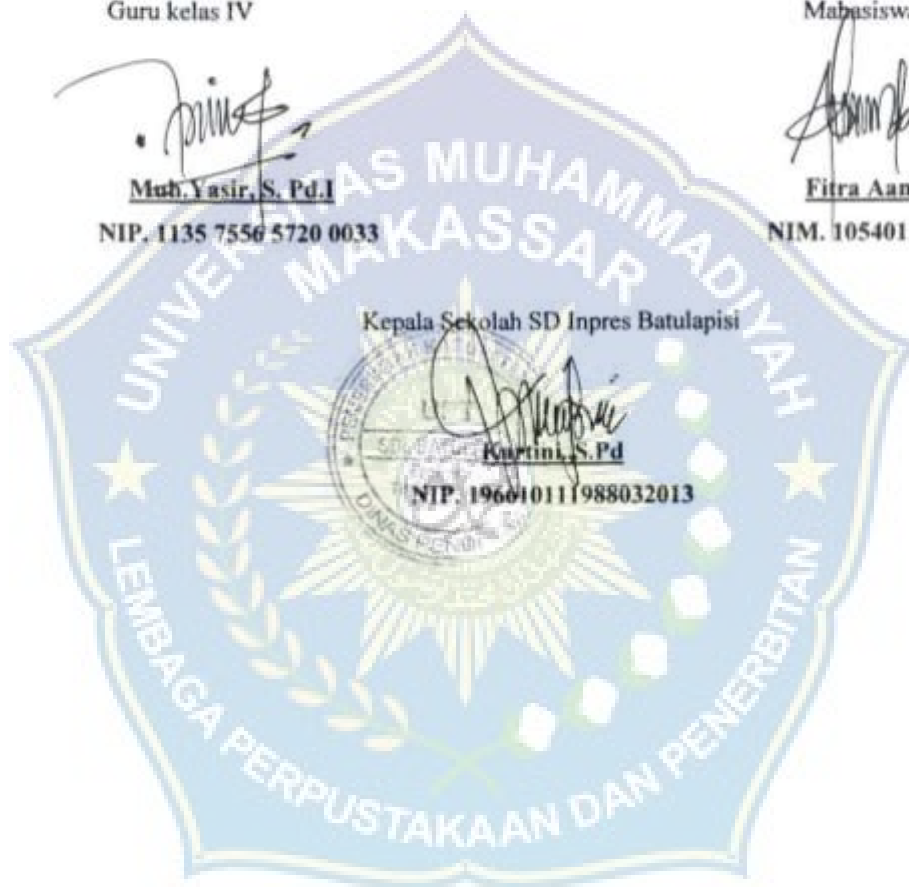 Guru kelas IV
Mahasiswa
Muh. Yasir, S. Pd.I
Fitra Aan
NIP. 1135 7556 5720 0033
NIM. 105401
Kepala Sekolah SD Inpres Batulapisi
Kurtini, S.Pd
NIP. 196610111988032013
UNIVERSITAS MUHAMMADIYAH
MAKASSAR
LEMBAGA PERPUSTAKAAN DAN PENERBITAN